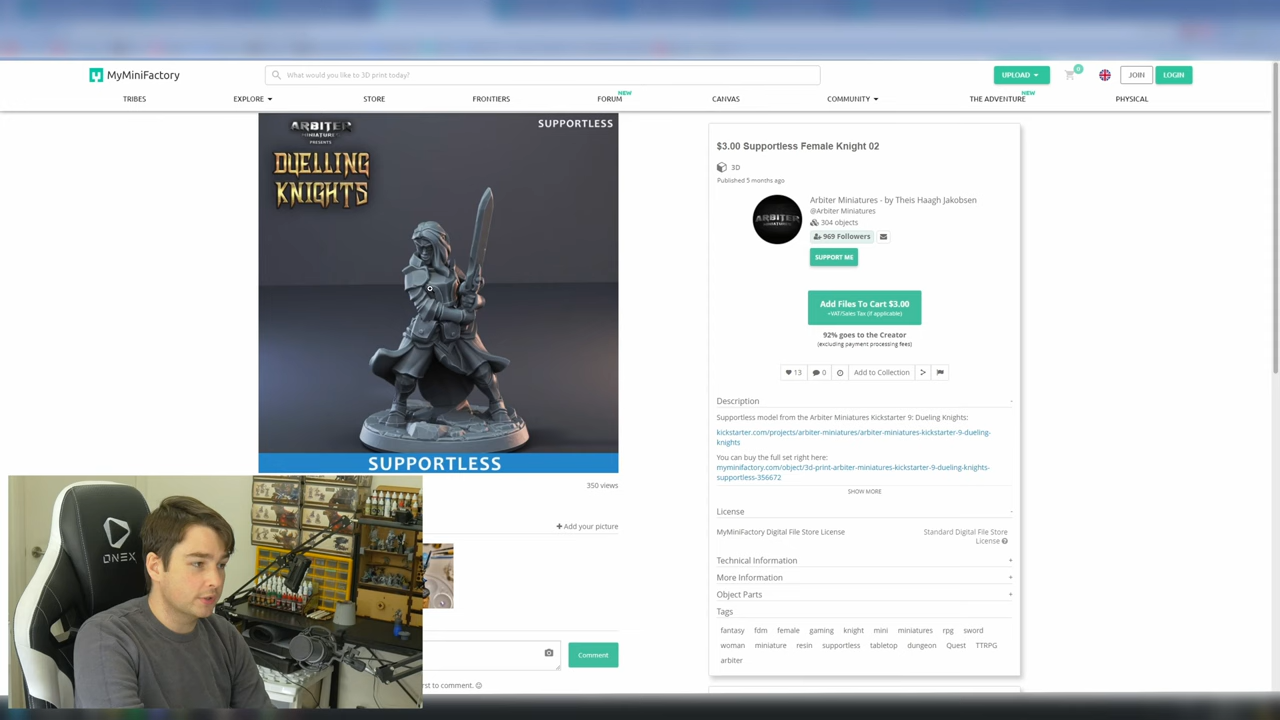 MyMiniFactory
What would you like to 3D print today?
UPLOAD
0
JOIN
LOGIN
TRIBES
EXPLORE
STORE
FRONTIERS
FORUM
NEW
CANVAS
COMMUNITY
THE ADVENTURE
NEW
PHYSICAL
ARBITER
MINIATURES
PRESENTS
DUELLING
KNIGHTS
SUPPORTLESS
SUPPORTLESS
350 views
Add your picture
Comment
rst to comment.
ONEX
$3.00 Supportless Female Knight 02
3D
Published 5 months ago
ARBITER
Arbiter Miniatures - by Theis Haagh Jakobsen
@Arbiter Miniatures
304 objects
969 Followers
SUPPORT ME
Add Files To Cart $3.00
+VAT/Sales Tax (if applicable)
92% goes to the Creator
(excluding payment processing fees)
13
0
Add to Collection
Description
-
Supportless model from the Arbiter Miniatures Kickstarter 9: Dueling Knights:
kickstarter.com/projects/arbiter-miniatures/arbiter-miniatures-kickstarter-9-dueling-
knights
You can buy the full set right here:
myminifactory.com/object/3d-print-arbiter-miniatures-kickstarter-9-dueling-knights-
supportless-356672
SHOW MORE
License
-
MyMiniFactory Digital File Store License
Standard Digital File Store
License
Technical Information
+
More Information
+
Object Parts
+
Tags
fantasy fdm female gaming knight mini miniatures rpg sword
woman miniature resin supportless tabletop dungeon Quest TTRPG
arbiter